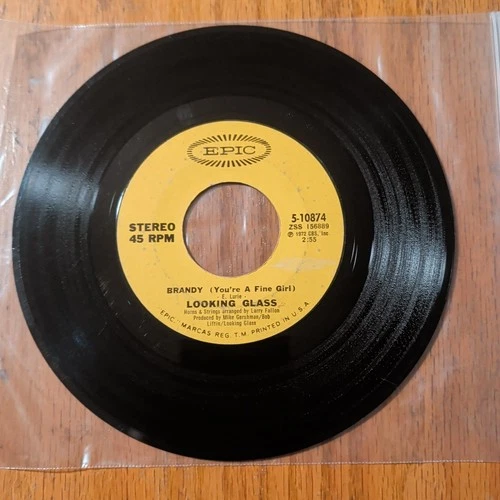 EPIC
STEREO
45 RPM
5-10874
ZSS 156889
℗ 1972 CBS, Inc
2:55
BRANDY (You're A Fine Girl)
E. Lurie
LOOKING GLASS
Horns & Strings arranged by Larry Fallon
Produced by Mike Gershman/Bob
Liftin/Looking Glass
"EPIC," MARCAS REG. T.M. PRINTED IN U.S.A.